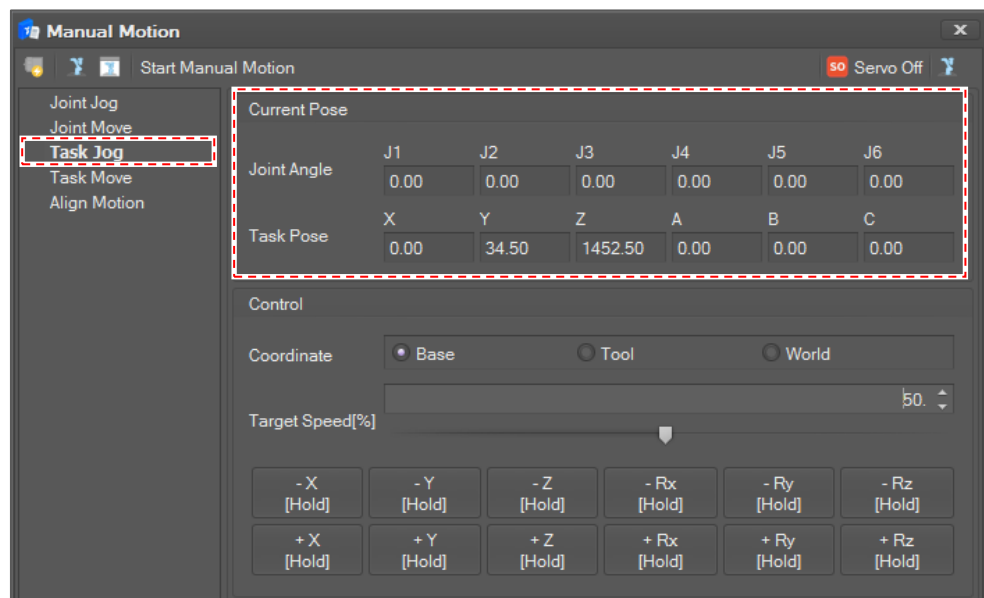 Manual Motion
Start Manual Motion
SO Servo Off
Joint Jog
Joint Move
Task Jog
Task Move
Align Motion
Current Pose
J1 J2 J3 J4 J5 J6
Joint Angle
0.00 0.00 0.00 0.00 0.00 0.00
X Y Z A B C
Task Pose
0.00 34.50 1452.50 0.00 0.00 0.00
Control
Coordinate Base Tool World
50.
Target Speed[%]
- X - Y - Z - Rx - Ry - Rz
[Hold] [Hold] [Hold] [Hold] [Hold] [Hold]
+ X + Y + Z + Rx + Ry + Rz
[Hold] [Hold] [Hold] [Hold] [Hold] [Hold]